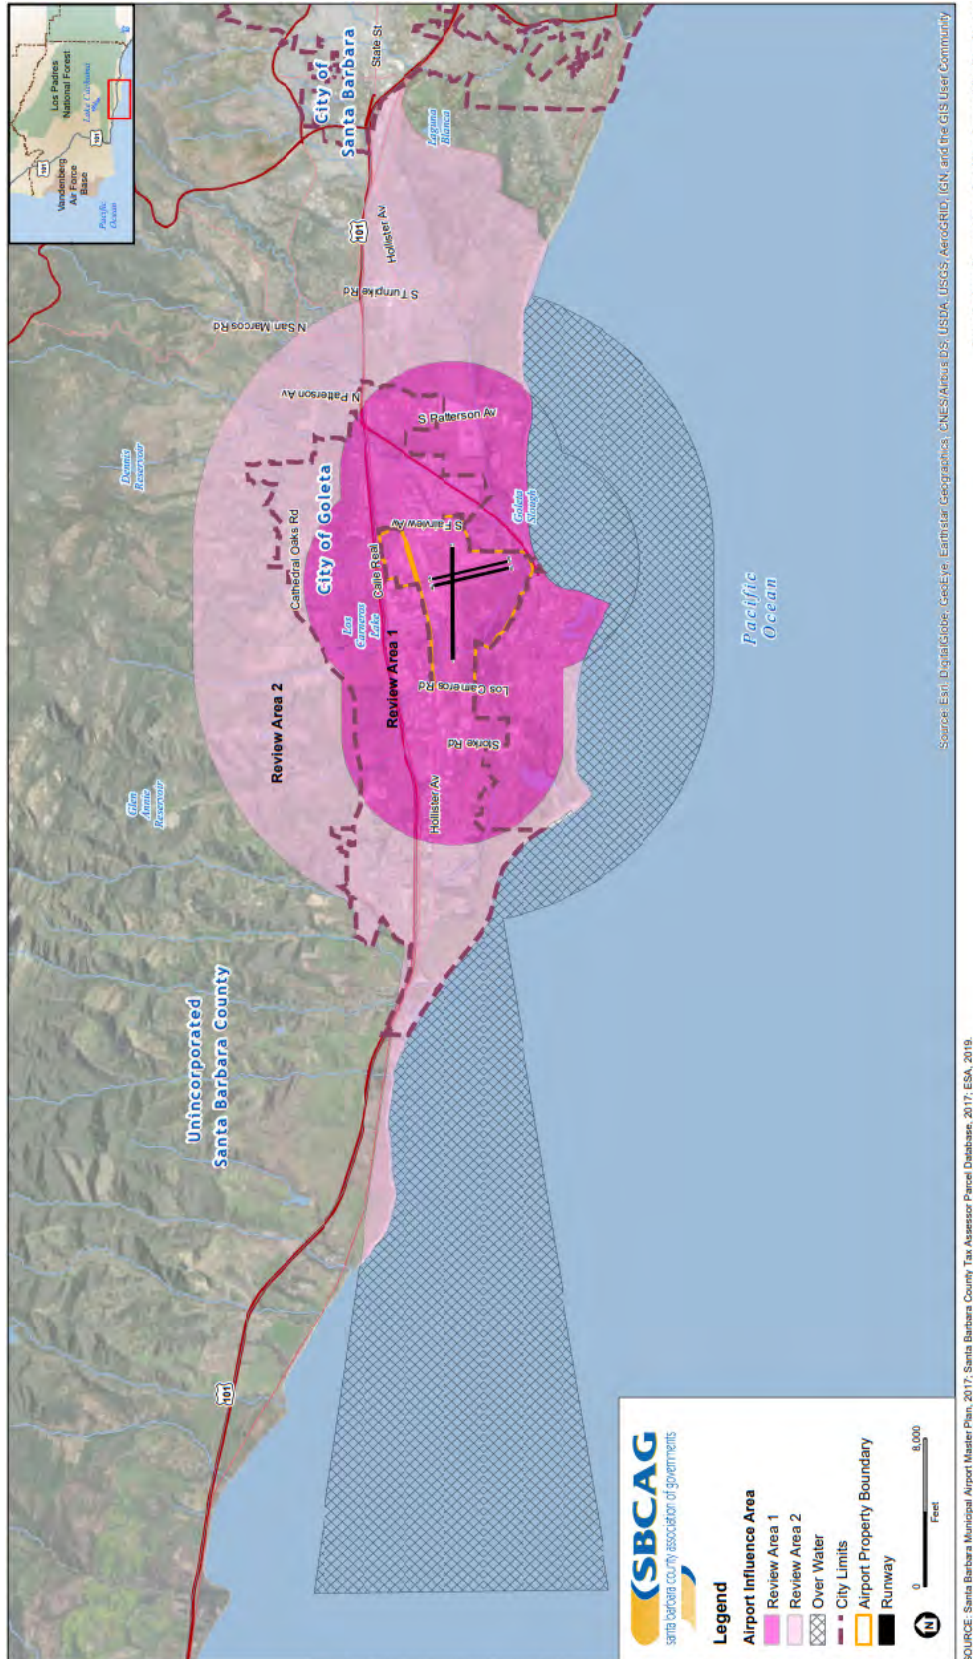 Los Padres
National Forest
Lake Cachuma
101
101
Vandenberg
Air Force
Base
Pacific
Ocean
City of
Santa Barbara
State St
Laguna
Blanca
101
Hollister Av
S Turnpike Rd
N San Marcos Rd
N Patterson Av
S Patterson Av
Dennis
Reservoir
Cathedral Oaks Rd
City of Goleta
Calle Real
S Fairview Av
Goleta
Slough
Los
Carneros
Lake
Review Area 1
Los Carneros Rd
Storke Rd
Hollister Av
Review Area 2
Glen
Annie
Reservoir
Pacific
Ocean
Unincorporated
Santa Barbara County
101
Source: Esri, DigitalGlobe, GeoEye, Earthstar Geographics, CNES/Airbus DS, USDA, USGS, AeroGRID, IGN, and the GIS User Community
SBCAG
santa barbara county association of governments
Legend
Airport Influence Area
Review Area 1
Review Area 2
Over Water
City Limits
Airport Property Boundary
Runway
N
0
8,000
Feet
SOURCE: Santa Barbara Municipal Airport Master Plan, 2017; Santa Barbara County Tax Assessor Parcel Database, 2017; ESA, 2019.